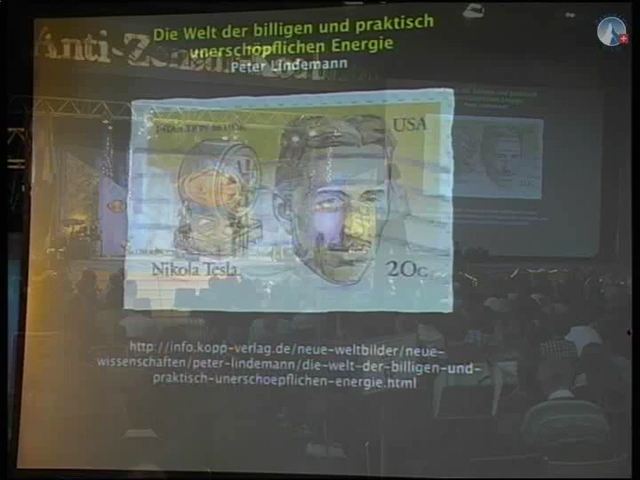 Die Welt der billigen und praktisch
unerschöpflichen Energie
Peter Lindemann
Anti-Z
USA
Nikola Tesla
20c
http://info.kopp-verlag.de/neue-weltbilder/neue-
wissenschaften/peter-lindemann/die-welt-der-billigen-und-
praktisch-unerschoepflichen-energie.html